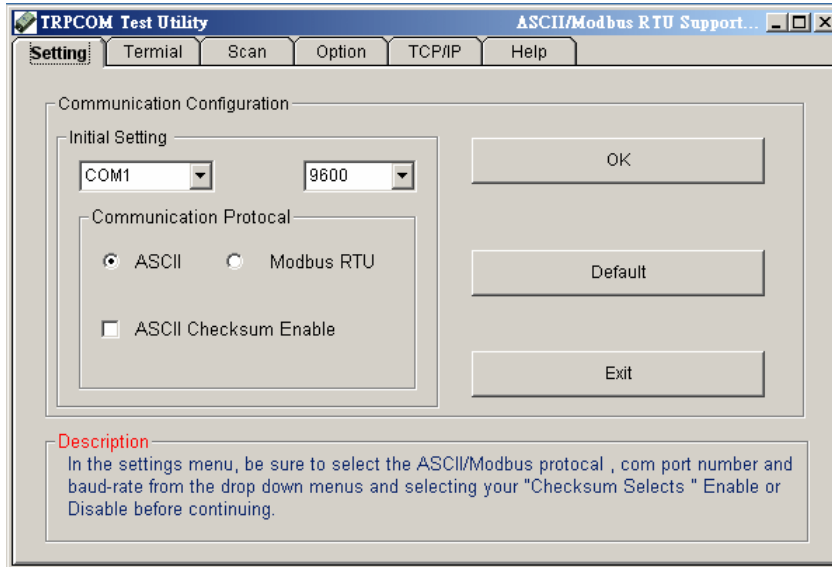 TRPCOM Test Utility ASCII/Modbus RTU Support...
Setting Termial Scan Option TCP/IP Help
Communication Configuration
Initial Setting
COM1 9600
OK
Communication Protocal
ASCII Modbus RTU
Default
ASCII Checksum Enable
Exit
Description
In the settings menu, be sure to select the ASCII/Modbus protocal , com port number and
baud-rate from the drop down menus and selecting your "Checksum Selects " Enable or
Disable before continuing.